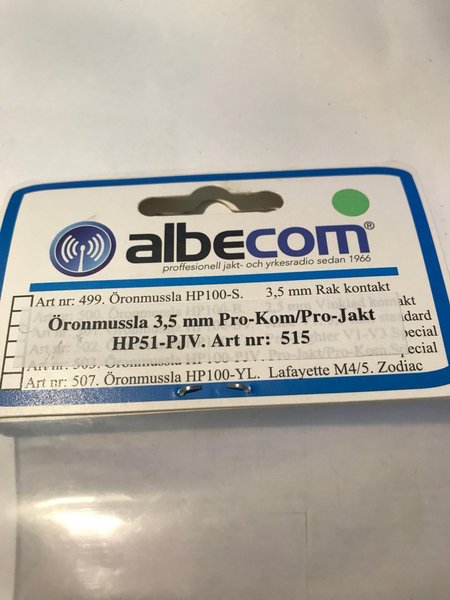 albecom®
proffesionell jakt- och yrkesradio sedan 1966
Art nr: 499. Öronmussla HP100-S. 3,5 mm Rak kontakt
Öronmussla 3,5 mm Pro-Kom/Pro-Jakt
HP51-PJV. Art nr: 515
Art nr: 507. Öronmussla HP100-YL. Lafayette M4/5. Zodiac